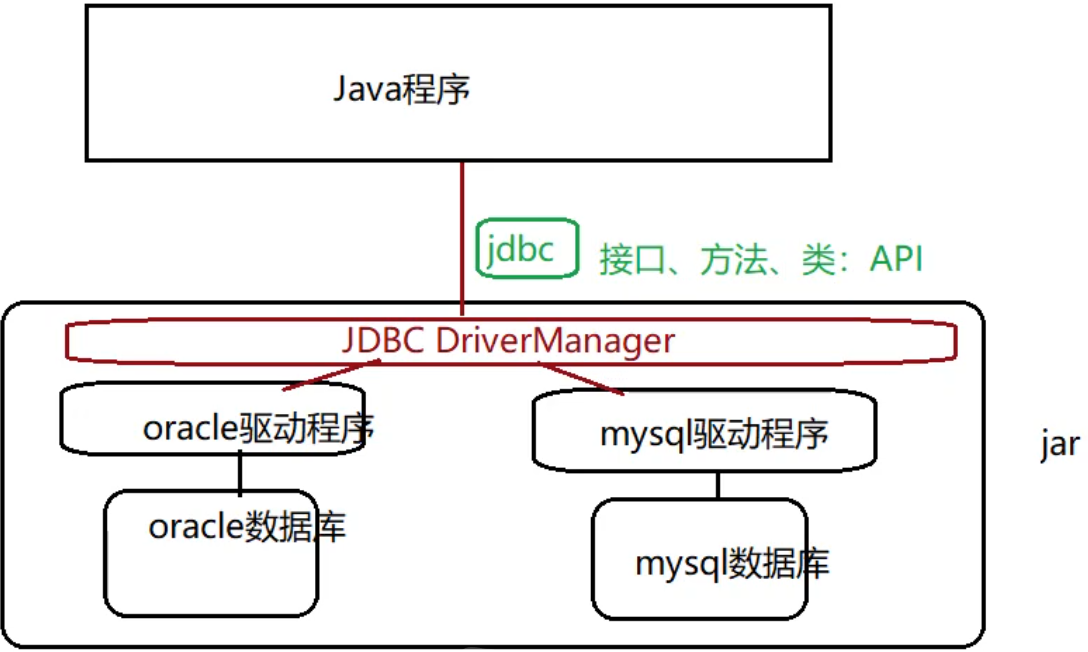 Java程序
jdbc
接口、方法、类：API
JDBC DriverManager
oracle驱动程序
mysql驱动程序
jar
oracle数据库
mysql数据库